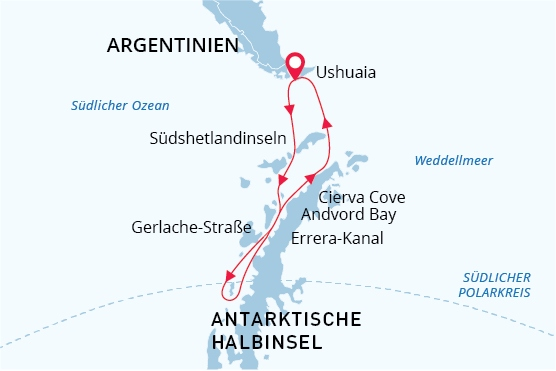 ARGENTINIEN
Ushuaia
Südlicher Ozean
Südshetlandinseln
Weddellmeer
Cierva Cove
Andvord Bay
Gerlache-Straße
Errera-Kanal
SÜDLICHER
POLARKREIS
ANTARKTISCHE
HALBINSEL